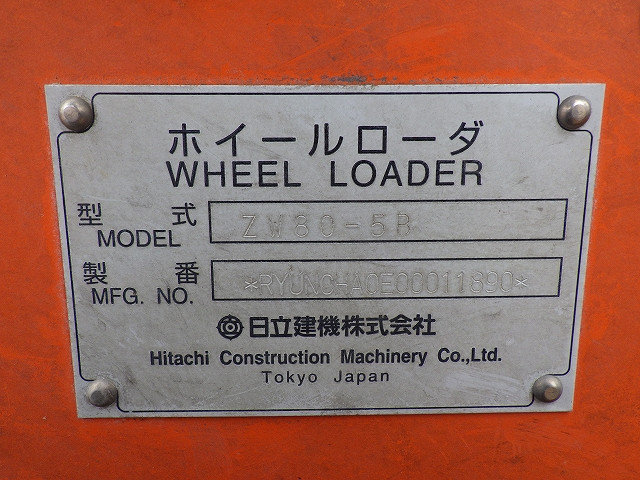 ホイールローダ
WHEEL LOADER
型式 ZW80-5B
MODEL
製番 *RYUNCHA0E00011890*
MFG. NO.
日立建機株式会社
Hitachi Construction Machinery Co.,Ltd.
Tokyo Japan